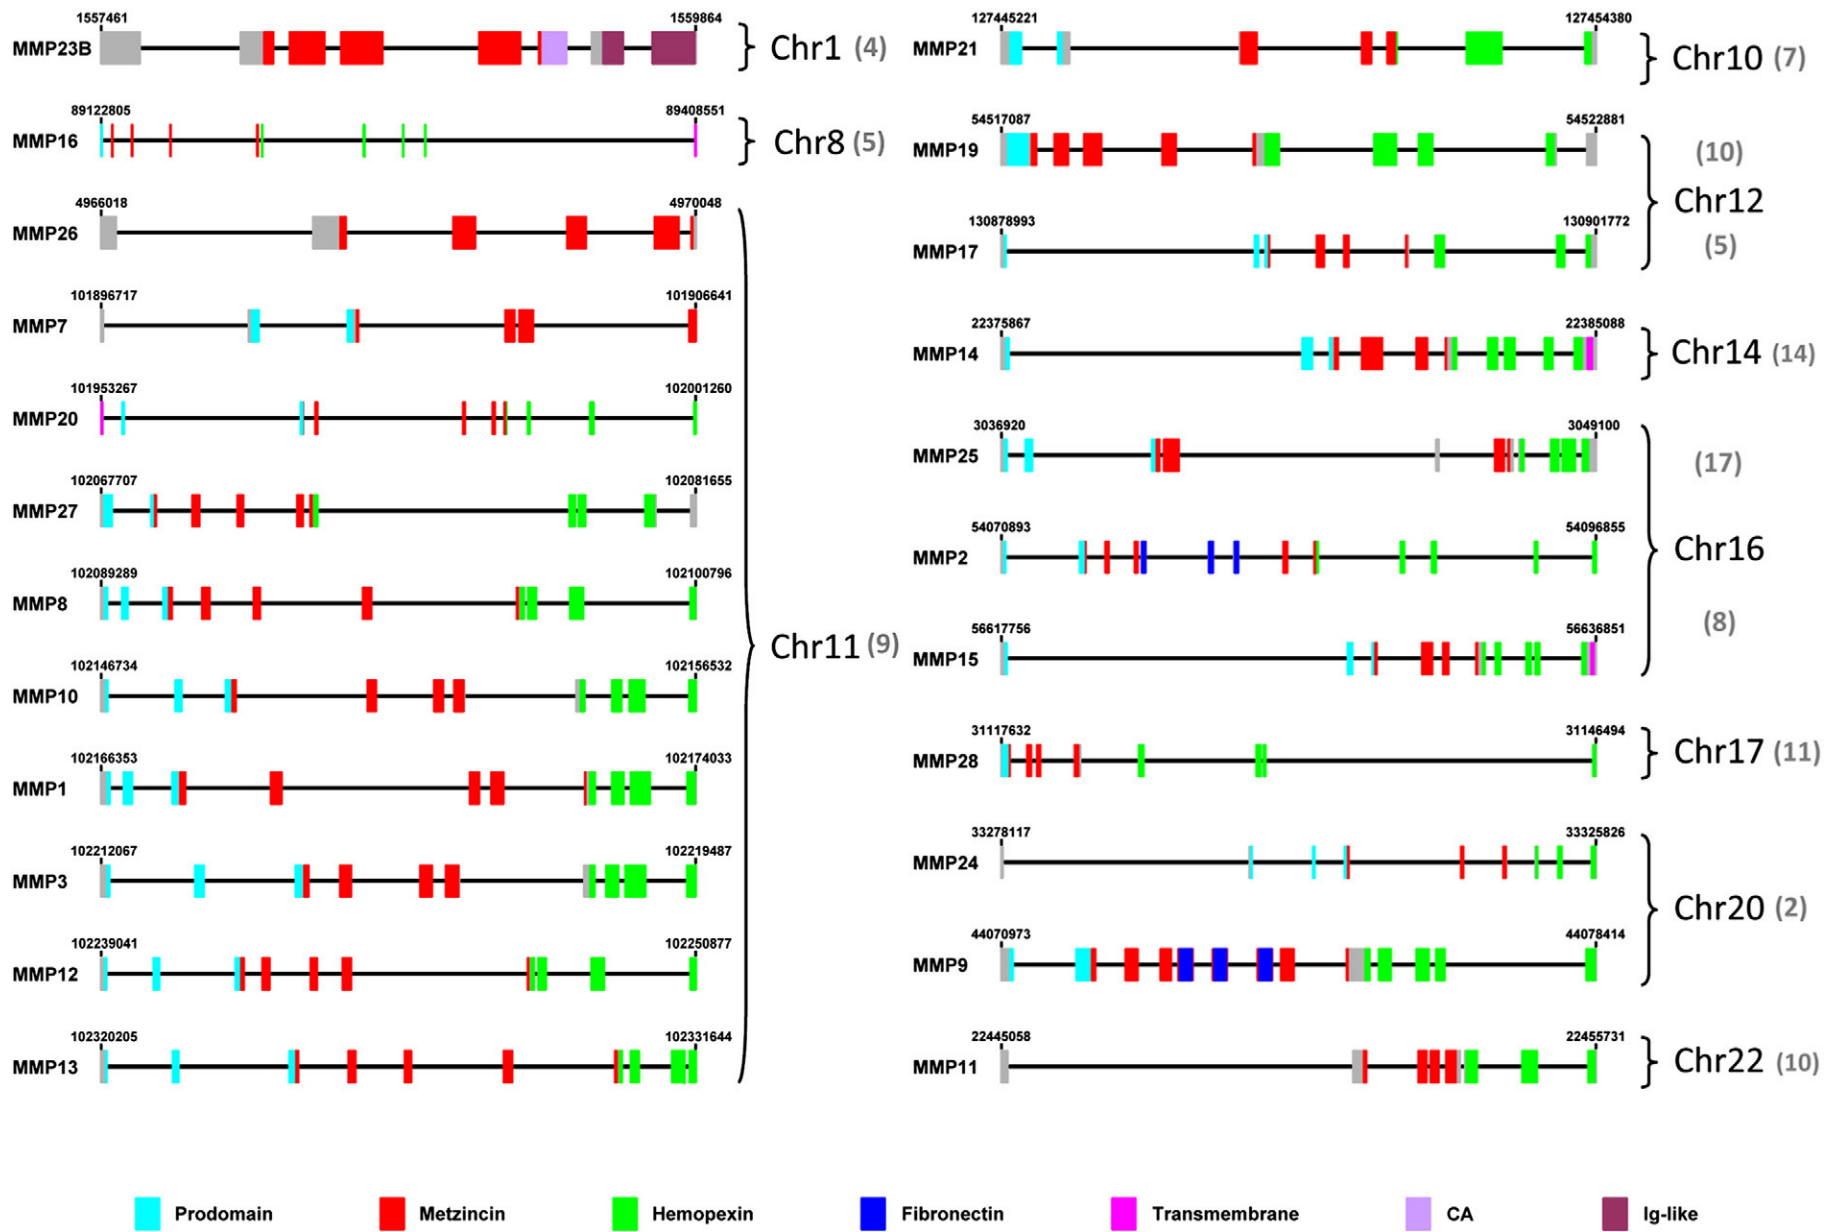 1557461 1559864
MMP23B Chr1 (4)
89122805 89408551
MMP16 Chr8 (5)
4966018 4970048
MMP26
101896717 101906641
MMP7
101953267 102001260
MMP20
102067707 102081655
MMP27
102089289 102100796
MMP8
Chr11 (9)
102146734 102156532
MMP10
102166353 102174033
MMP1
102212067 102219487
MMP3
102239041 102250877
MMP12
102320205 102331644
MMP13
127445221 127454380
MMP21 Chr10 (7)
54517087 54522881
MMP19 (10)
Chr12
130878993 130901772
MMP17 (5)
22375867 22385088
MMP14 Chr14 (14)
3036920 3049100
MMP25 (17)
54070893 54096855
MMP2 Chr16
56617756 56636851
(8)
MMP15
31117632 31146494
MMP28 Chr17 (11)
33278117 33325826
MMP24
Chr20 (2)
44070973 44078414
MMP9
22445058 22455731
MMP11 Chr22 (10)
Prodomain Metzincin Hemopexin Fibronectin Transmembrane CA Ig-like